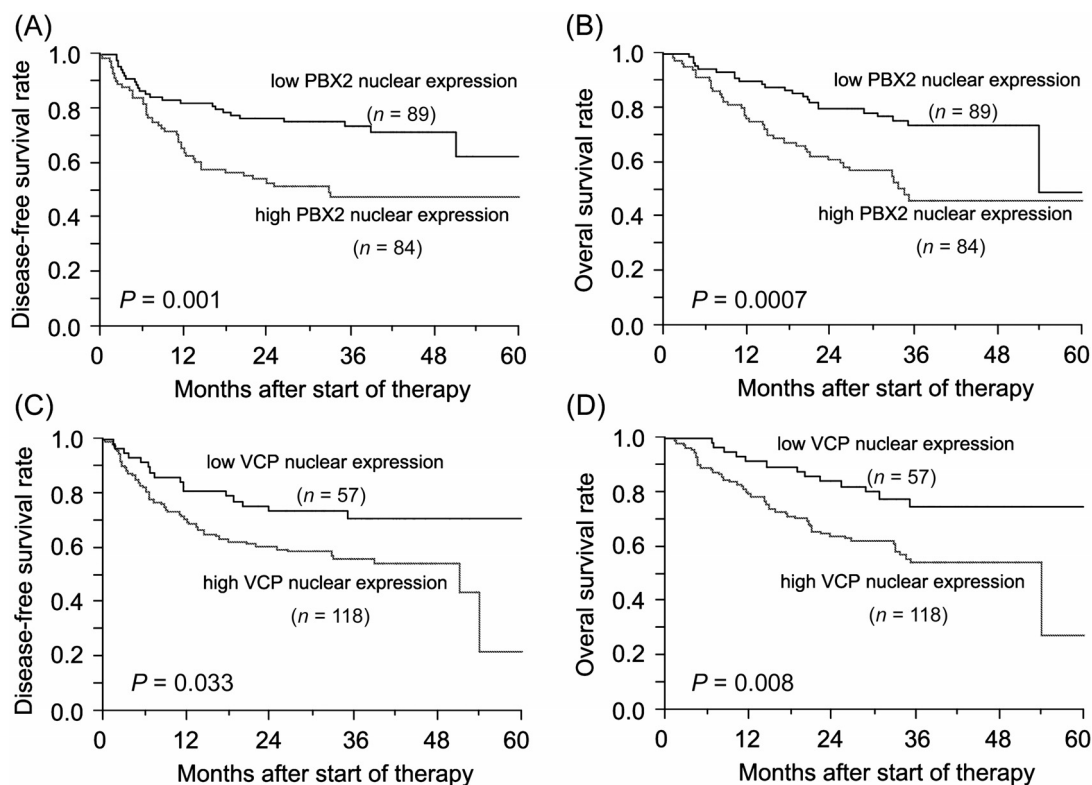 (A)
Disease-free survival rate
1.0
0.8
0.6
0.4
0.2
0.0
low PBX2 nuclear expression
(n = 89)
high PBX2 nuclear expression
(n = 84)
P = 0.001
0 12 24 36 48 60
Months after start of therapy
(B)
Overal survival rate
1.0
0.8
0.6
0.4
0.2
0.0
low PBX2 nuclear expression
(n = 89)
high PBX2 nuclear expression
(n = 84)
P = 0.0007
0 12 24 36 48 60
Months after start of therapy
(C)
Disease-free survival rate
1.0
0.8
0.6
0.4
0.2
0.0
low VCP nuclear expression
(n = 57)
high VCP nuclear expression
(n = 118)
P = 0.033
0 12 24 36 48 60
Months after start of therapy
(D)
Overal survival rate
1.0
0.8
0.6
0.4
0.2
0.0
low VCP nuclear expression
(n = 57)
high VCP nuclear expression
(n = 118)
P = 0.008
0 12 24 36 48 60
Months after start of therapy